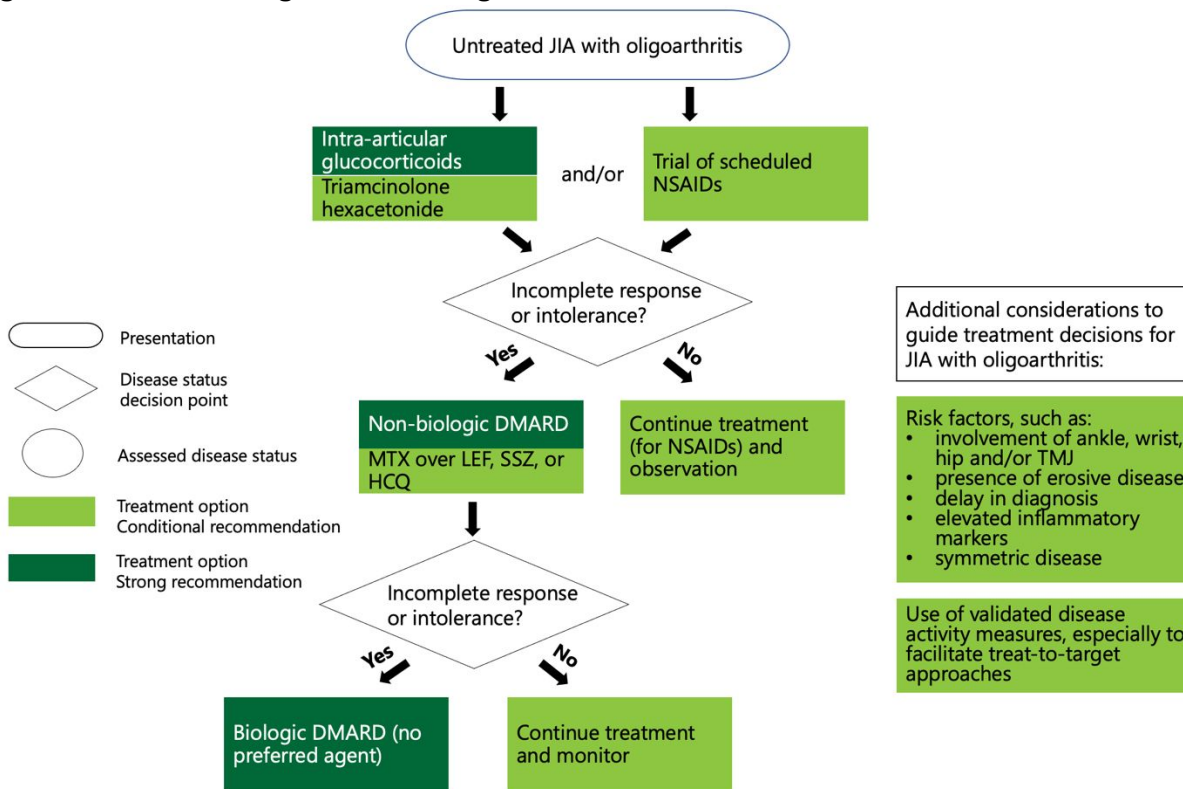 Untreated JIA with oligoarthritis
Intra-articular
glucocorticoids
Triamcinolone
hexacetonide
and/or
Trial of scheduled
NSAIDs
Incomplete response
or intolerance?
Yes
No
Non-biologic DMARD
MTX over LEF, SSZ, or
HCQ
Continue treatment
(for NSAIDs) and
observation
Incomplete response
or intolerance?
Yes
No
Biologic DMARD (no
preferred agent)
Continue treatment
and monitor
Presentation
Disease status
decision point
Assessed disease status
Treatment option
Conditional recommendation
Treatment option
Strong recommendation
Additional considerations to
guide treatment decisions for
JIA with oligoarthritis:
Risk factors, such as:
• involvement of ankle, wrist,
hip and/or TMJ
• presence of erosive disease
• delay in diagnosis
• elevated inflammatory
markers
• symmetric disease
Use of validated disease
activity measures, especially to
facilitate treat-to-target
approaches